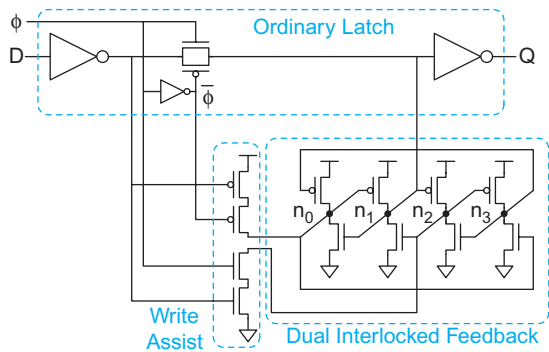 ϕ
Ordinary Latch
D
Q
ϕ̅
n0
n1
n2
n3
Write
Assist
Dual Interlocked Feedback